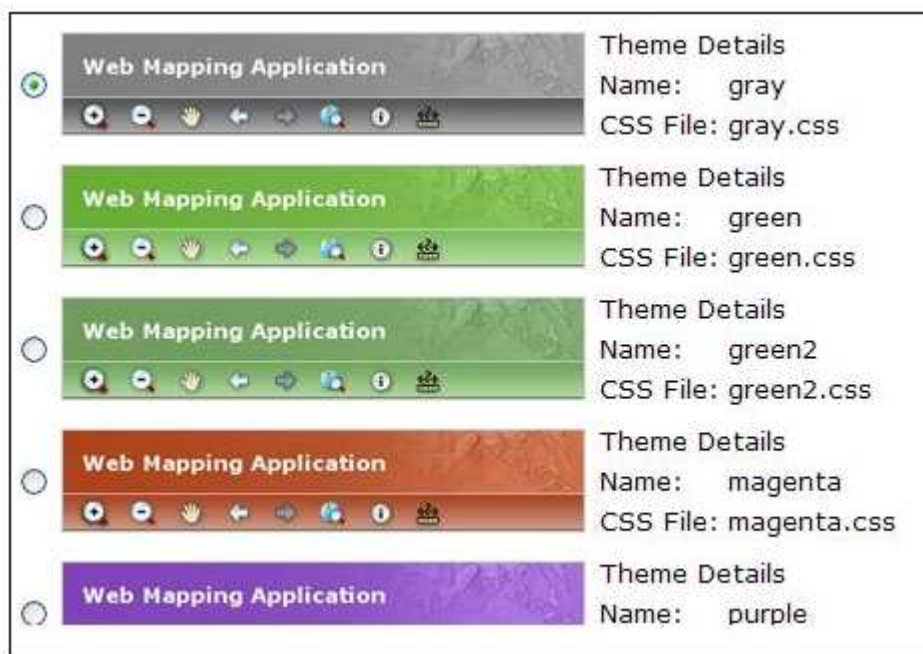 Web Mapping Application
Theme Details
Name: gray
CSS File: gray.css
Web Mapping Application
Theme Details
Name: green
CSS File: green.css
Web Mapping Application
Theme Details
Name: green2
CSS File: green2.css
Web Mapping Application
Theme Details
Name: magenta
CSS File: magenta.css
Web Mapping Application
Theme Details
Name: purple